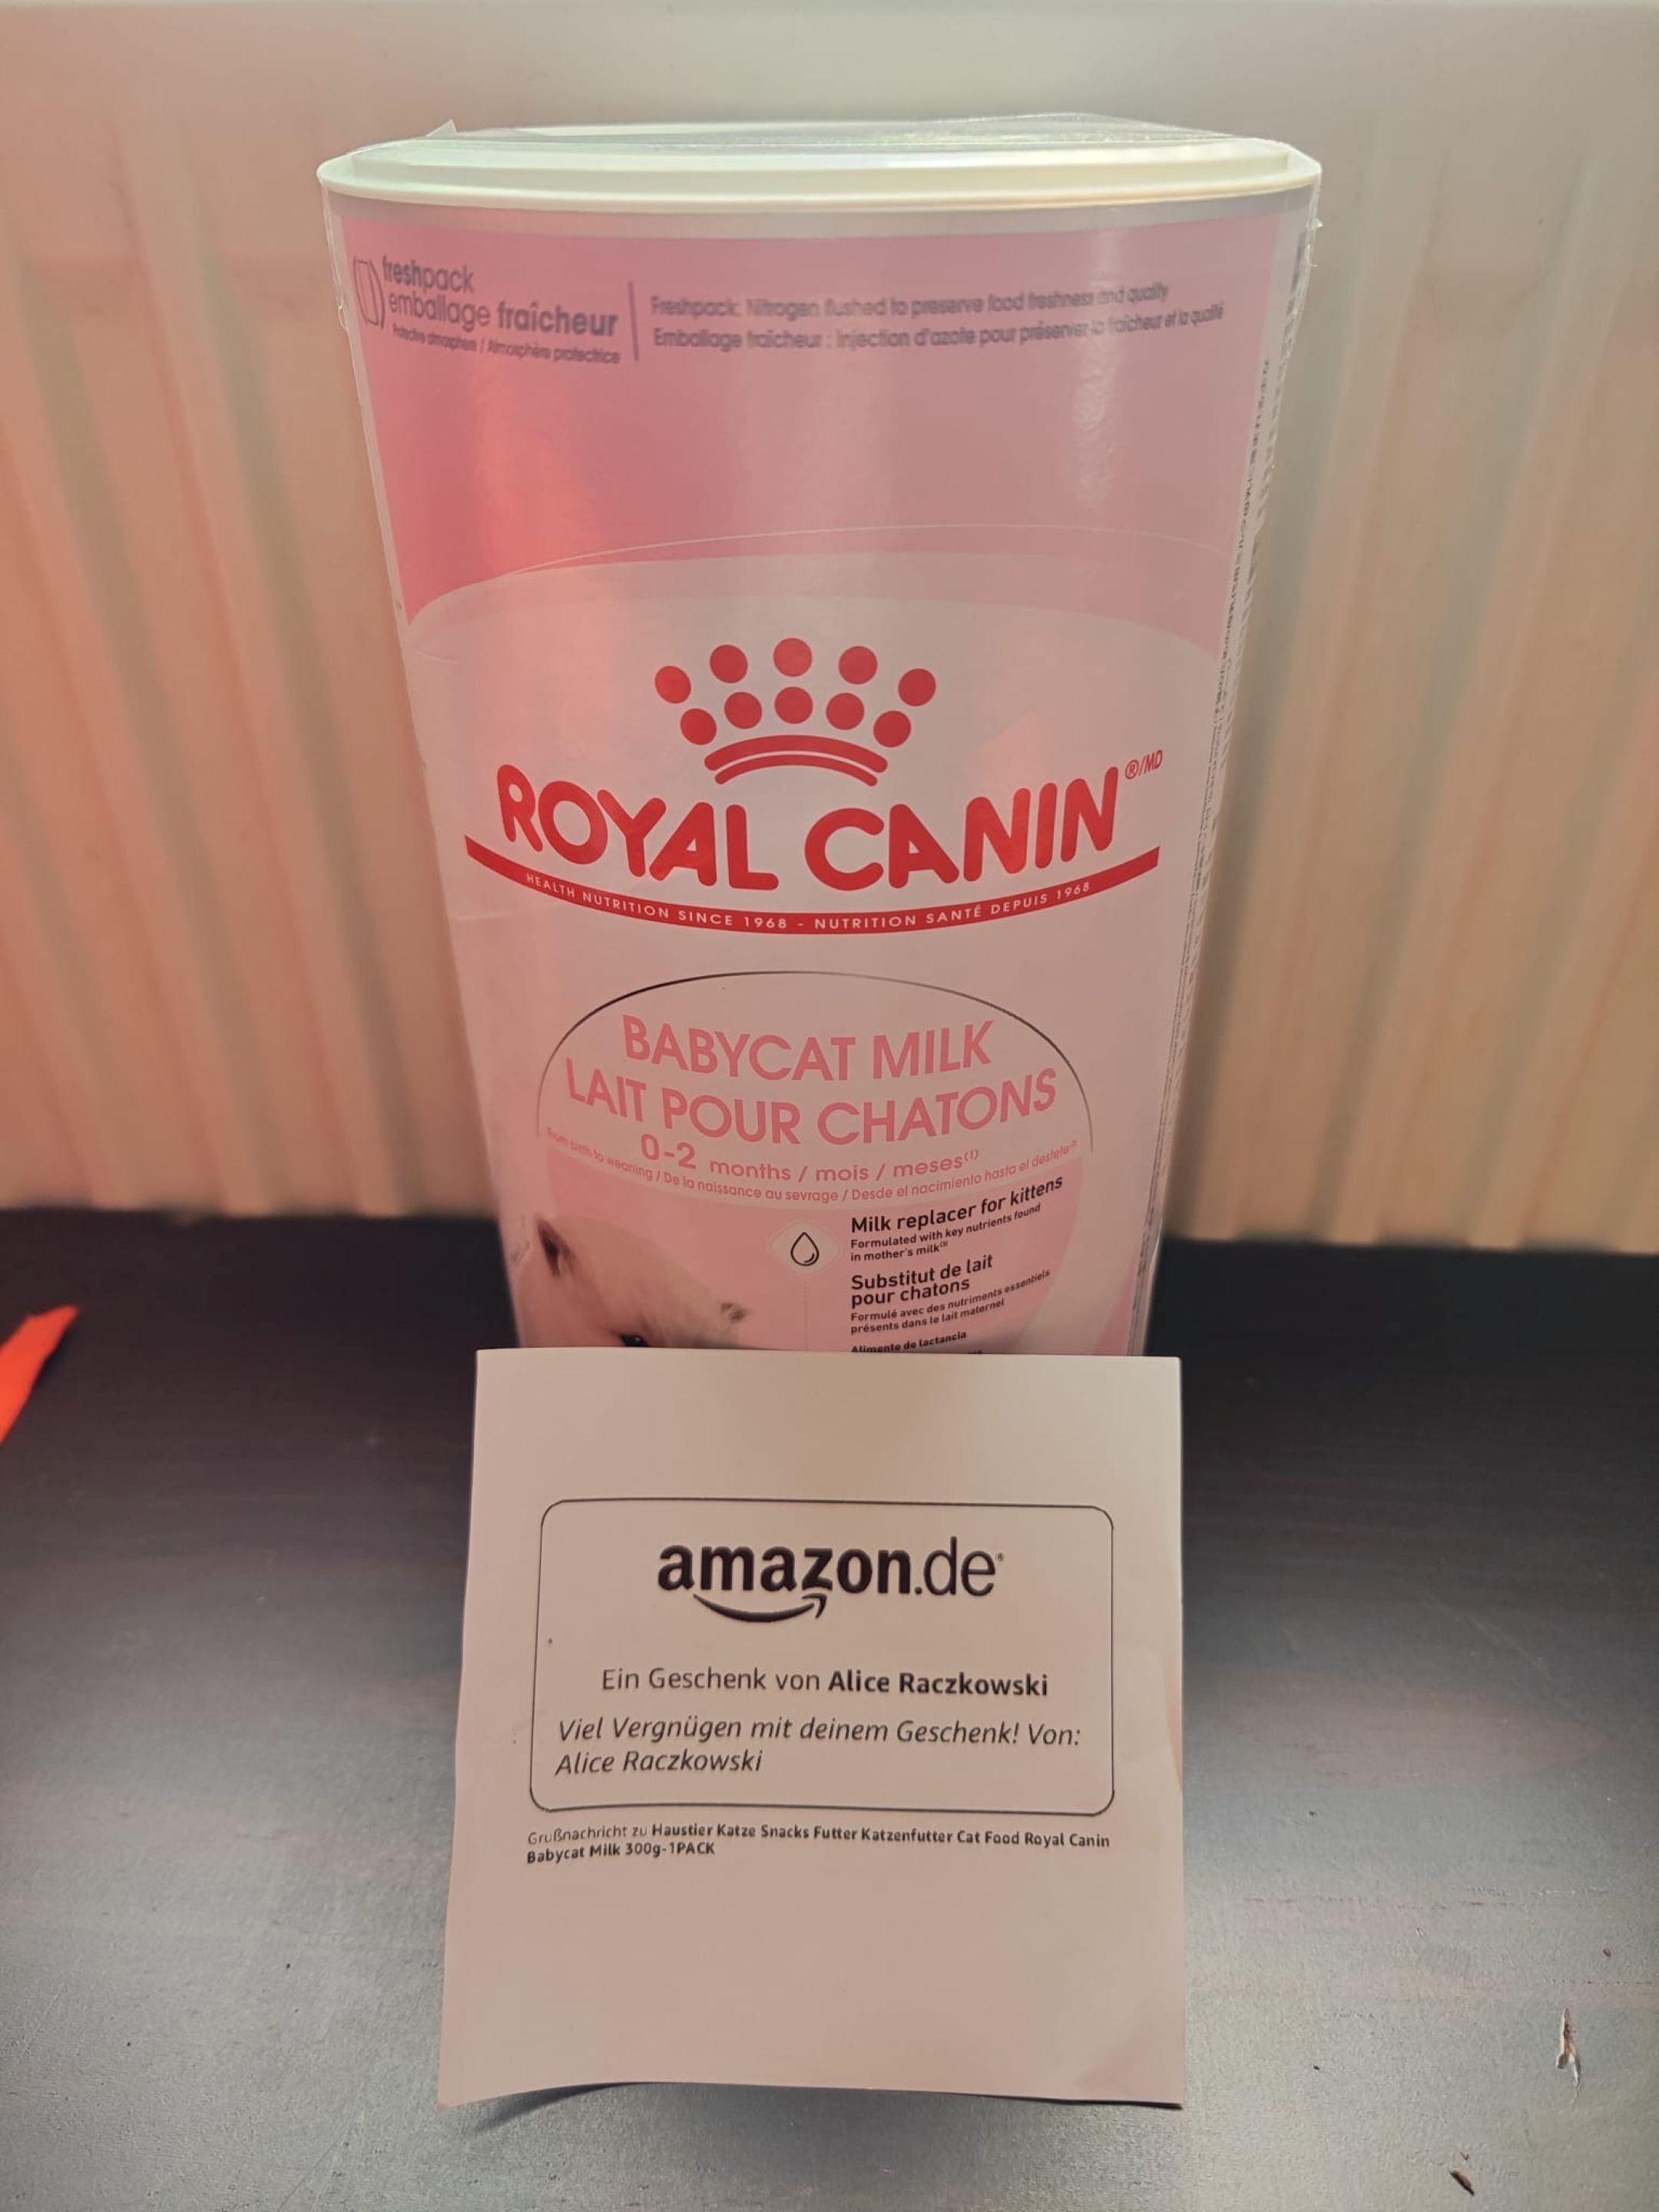 freshpack
emballage fraîcheur
Protective atmosphere / Atmosphère protectrice
Freshpack: Nitrogen flushed to preserve food freshness and quality
Emballage fraîcheur : Injection d'azote pour préserver la fraîcheur et la qualité
ROYAL CANIN®/MD
HEALTH NUTRITION SINCE 1968 - NUTRITION SANTÉ DEPUIS 1968
BABYCAT MILK
LAIT POUR CHATONS
0-2 months / mois / meses(1)
From birth to weaning / De la naissance au sevrage / Desde el nacimiento hasta el destete
Milk replacer for kittens
Formulated with key nutrients found
in mother's milk
Substitut de lait
pour chatons
Formulé avec des nutriments essentiels
présents dans le lait maternel
Alimento de lactancia
amazon.de
Ein Geschenk von Alice Raczkowski
Viel Vergnügen mit deinem Geschenk! Von:
Alice Raczkowski
Grußnachricht zu Haustier Katze Snacks Futter Katzenfutter Cat Food Royal Canin
Babycat Milk 300g-1PACK